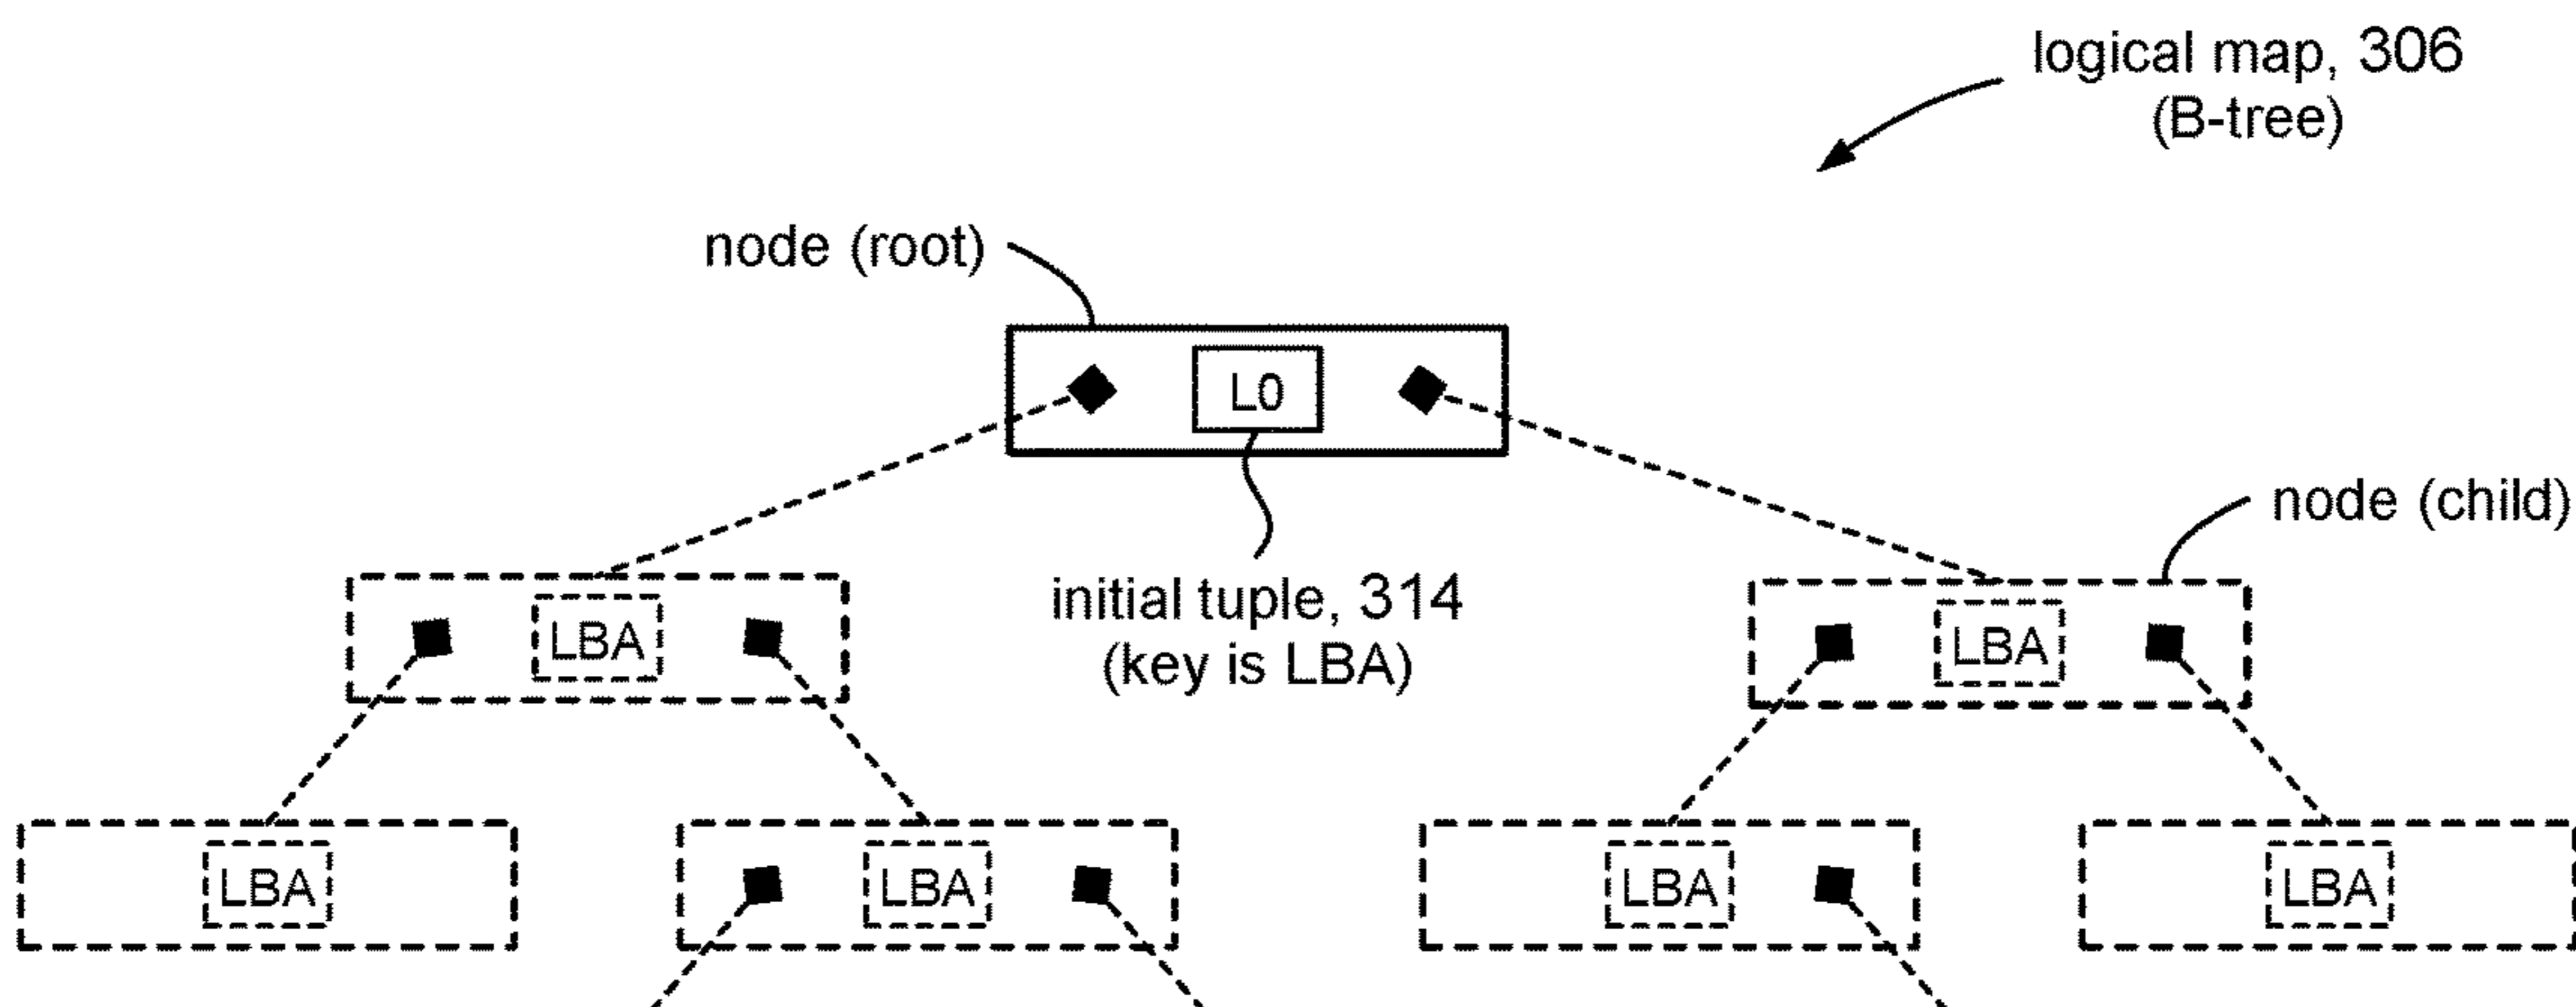 logical map, 306
(B-tree)
node (root)
L0
node (child)
initial tuple, 314
(key is LBA)
LBA
LBA
LBA
LBA
LBA
LBA